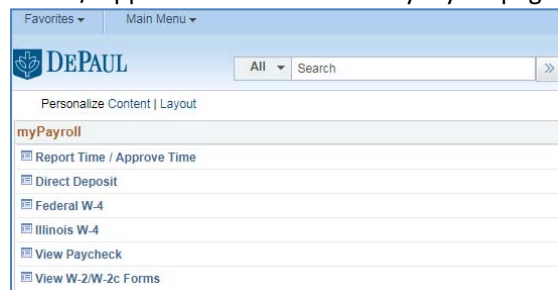 Favorites Main Menu
DEPAUL
All Search
Personalize Content | Layout
myPayroll
Report Time / Approve Time
Direct Deposit
Federal W-4
Illinois W-4
View Paycheck
View W-2/W-2c Forms